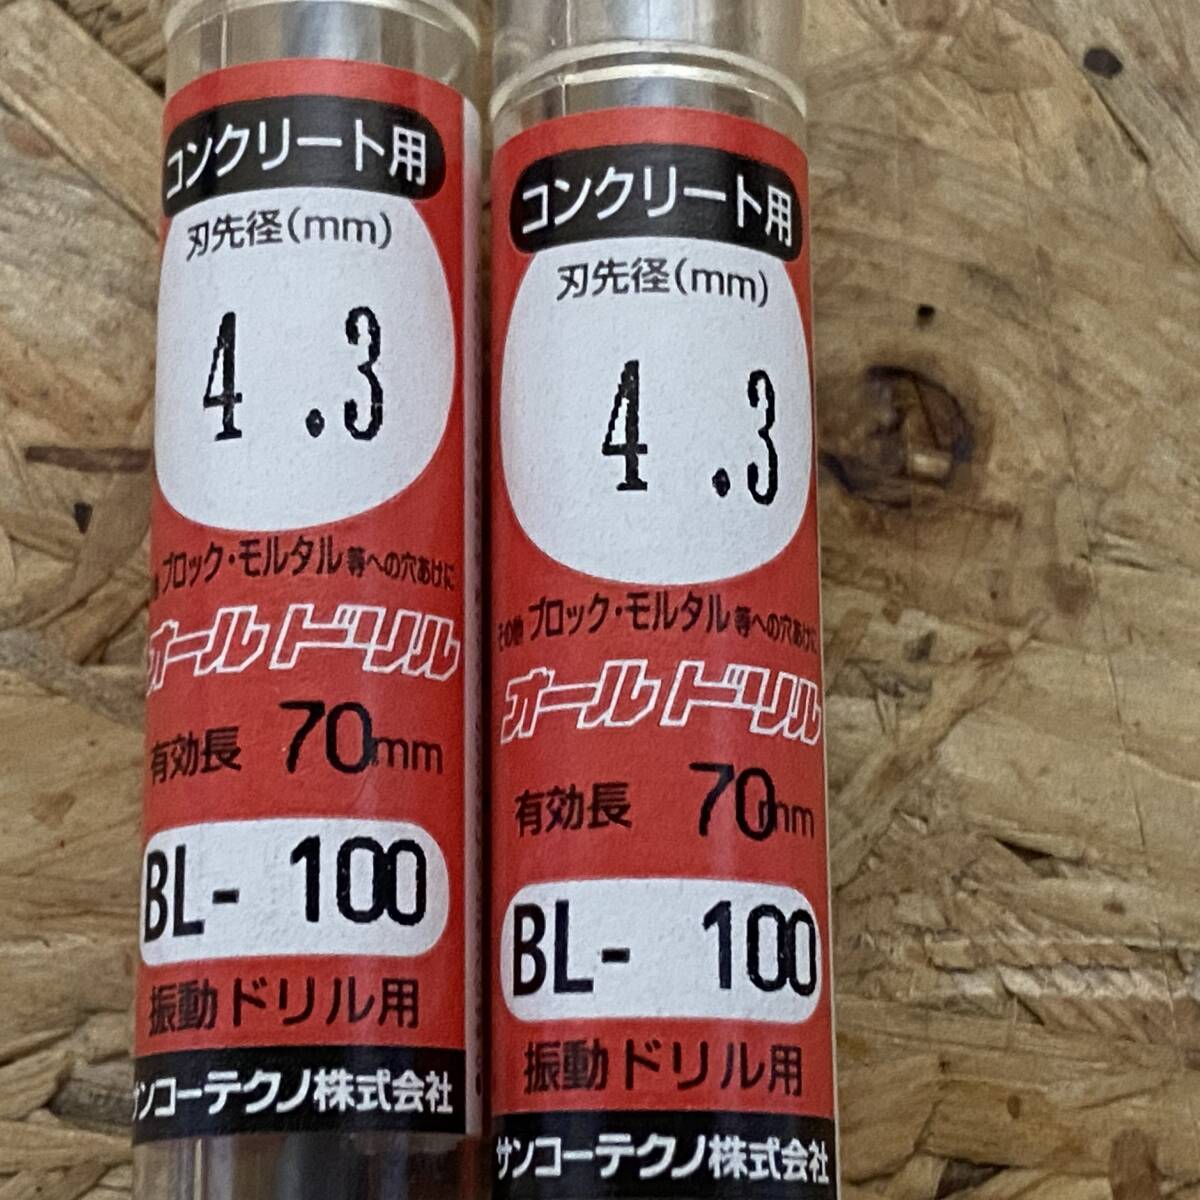 コンクリート用
刃先径(mm)
4.3
ブロック・モルタル等への穴あけに
オールドリル
有効長 70mm
BL- 100
振動ドリル用
サンコーテクノ株式会社
コンクリート用
刃先径(mm)
4.3
その他ブロック・モルタル等への穴あけに
オールドリル
有効長 70mm
BL- 100
振動ドリル用
サンコーテクノ株式会社